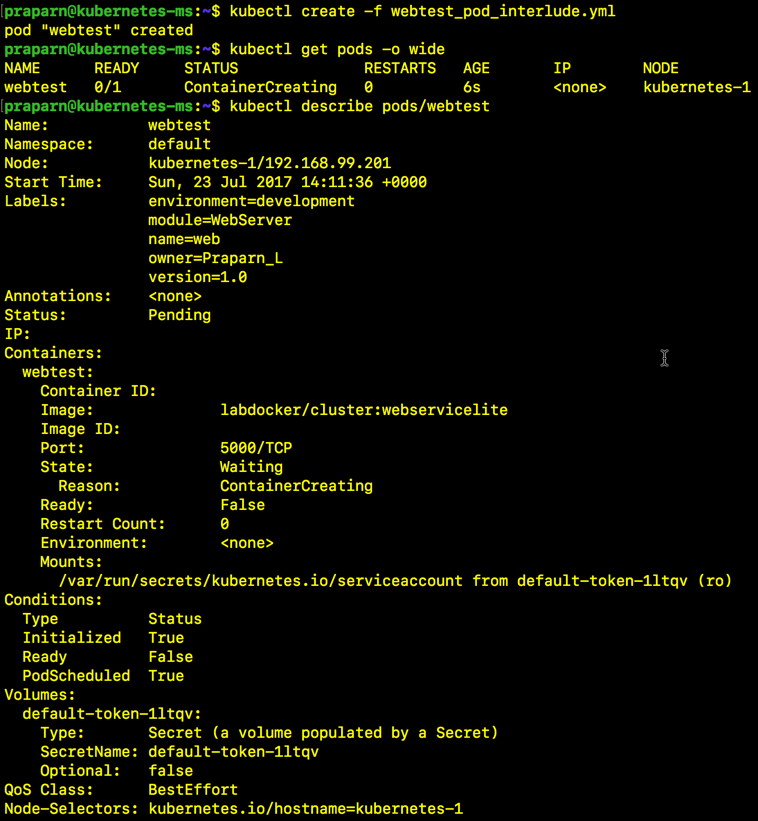 praparn@kubernetes-ms:~$ kubectl create -f webtest_pod_interlude.yml
pod "webtest" created
praparn@kubernetes-ms:~$ kubectl get pods -o wide
NAME      READY     STATUS              RESTARTS   AGE       IP        NODE
webtest   0/1       ContainerCreating   0          6s        <none>    kubernetes-1
praparn@kubernetes-ms:~$ kubectl describe pods/webtest
Name:           webtest
Namespace:      default
Node:           kubernetes-1/192.168.99.201
Start Time:     Sun, 23 Jul 2017 14:11:36 +0000
Labels:         environment=development
                module=WebServer
                name=web
                owner=Praparn_L
                version=1.0
Annotations:    <none>
Status:         Pending
IP:
Containers:
  webtest:
    Container ID:
    Image:              labdocker/cluster:webservicelite
    Image ID:
    Port:               5000/TCP
    State:              Waiting
      Reason:           ContainerCreating
    Ready:              False
    Restart Count:      0
    Environment:        <none>
    Mounts:
      /var/run/secrets/kubernetes.io/serviceaccount from default-token-1ltqv (ro)
Conditions:
  Type          Status
  Initialized   True
  Ready         False
  PodScheduled  True
Volumes:
  default-token-1ltqv:
    Type:       Secret (a volume populated by a Secret)
    SecretName: default-token-1ltqv
    Optional:   false
QoS Class:      BestEffort
Node-Selectors: kubernetes.io/hostname=kubernetes-1